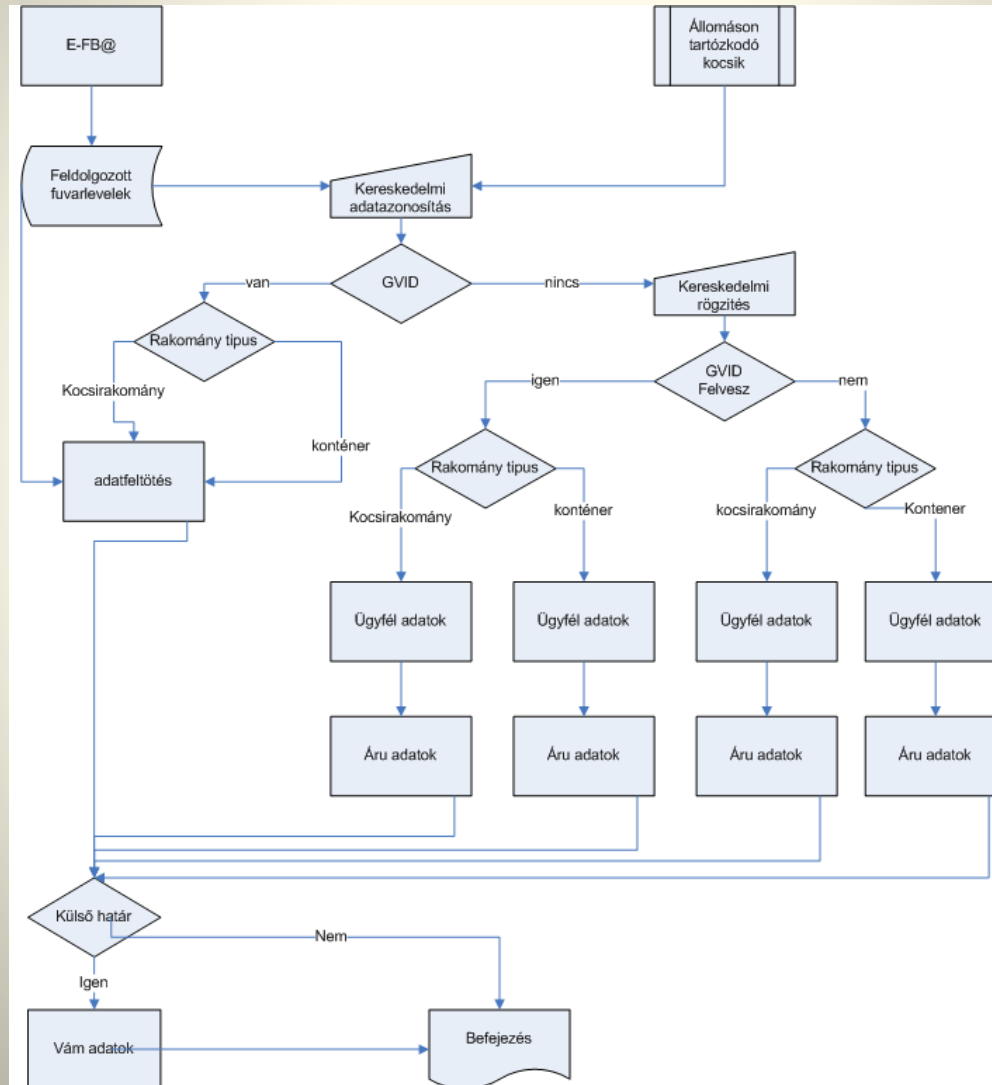 E-FB@
Állomáson
tartózkodó
kocsik
Feldolgozott
fuvarlevelek
Kereskedelmi
adatazonosítás
van
GVID
nincs
Kereskedelmi
rögzités
Rakomány tipus
Kocsirakomány
konténer
igen
GVID
Felvesz
nem
adatfeltötés
Rakomány tipus
Rakomány tipus
Kocsirakomány
konténer
kocsirakomány
Kontener
Ügyfél adatok
Ügyfél adatok
Ügyfél adatok
Ügyfél adatok
Áru adatok
Áru adatok
Áru adatok
Áru adatok
Külső határ
Nem
Igen
Vám adatok
Befejezés